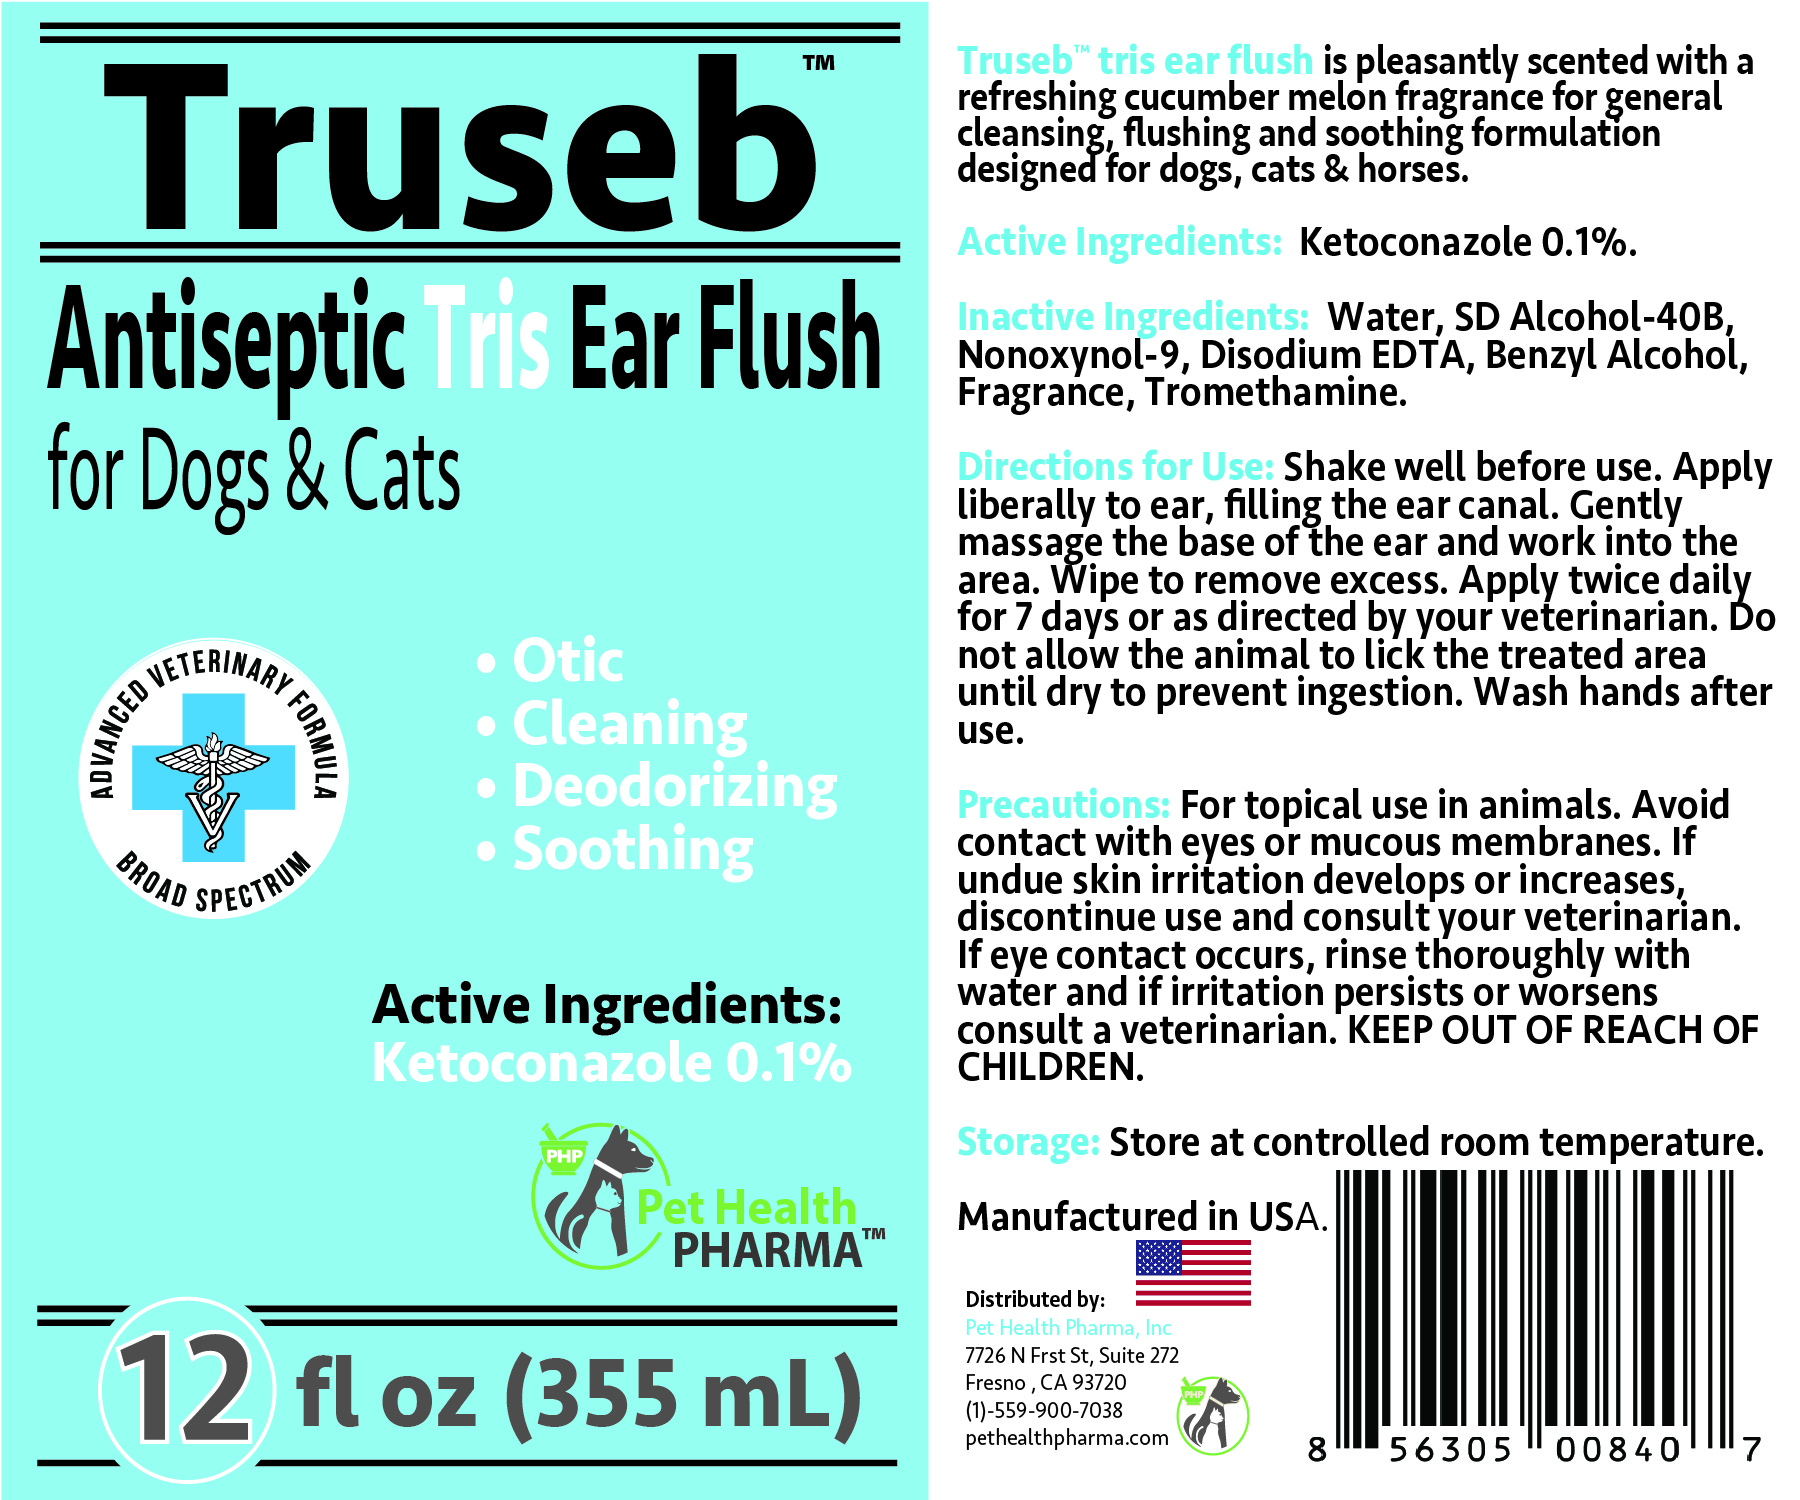 Truseb™
Antiseptic Tris Ear Flush
for Dogs & Cats
ADVANCED VETERINARY FORMULA
BROAD SPECTRUM
• Otic
• Cleaning
• Deodorizing
• Soothing
Active Ingredients:
Ketoconazole 0.1%
PHP
Pet Health
PHARMA™
12 fl oz (355 mL)
Truseb™ tris ear flush is pleasantly scented with a
refreshing cucumber melon fragrance for general
cleansing, flushing and soothing formulation
designed for dogs, cats & horses.
Active Ingredients: Ketoconazole 0.1%.
Inactive Ingredients: Water, SD Alcohol-40B,
Nonoxynol-9, Disodium EDTA, Benzyl Alcohol,
Fragrance, Tromethamine.
Directions for Use: Shake well before use. Apply
liberally to ear, filling the ear canal. Gently
massage the base of the ear and work into the
area. Wipe to remove excess. Apply twice daily
for 7 days or as directed by your veterinarian. Do
not allow the animal to lick the treated area
until dry to prevent ingestion. Wash hands after
use.
Precautions: For topical use in animals. Avoid
contact with eyes or mucous membranes. If
undue skin irritation develops or increases,
discontinue use and consult your veterinarian.
If eye contact occurs, rinse thoroughly with
water and if irritation persists or worsens
consult a veterinarian. KEEP OUT OF REACH OF
CHILDREN.
Storage: Store at controlled room temperature.
Manufactured in USA.
Distributed by:
Pet Health Pharma, Inc
7726 N Frst St, Suite 272
Fresno , CA 93720
(1)-559-900-7038
pethealthpharma.com
PHP
8 56305 00840 7